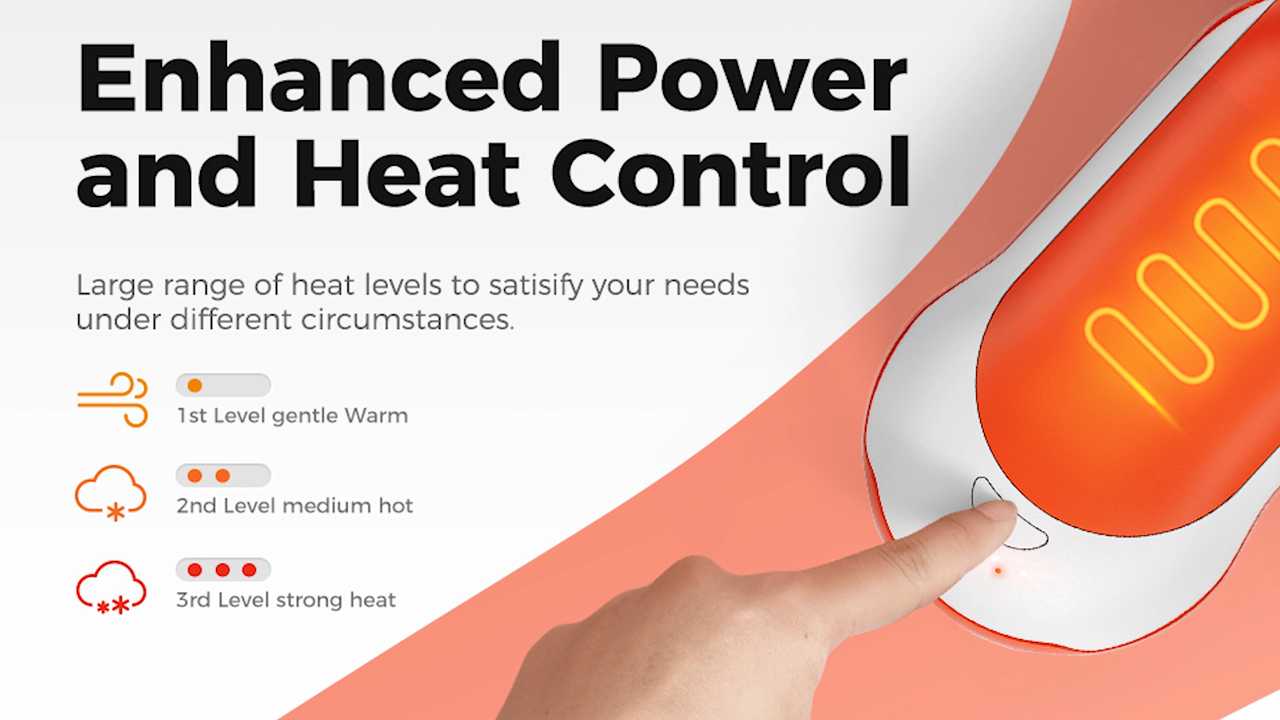 Enhanced Power
and Heat Control
Large range of heat levels to satisify your needs
under different circumstances.
1st Level gentle Warm
2nd Level medium hot
3rd Level strong heat